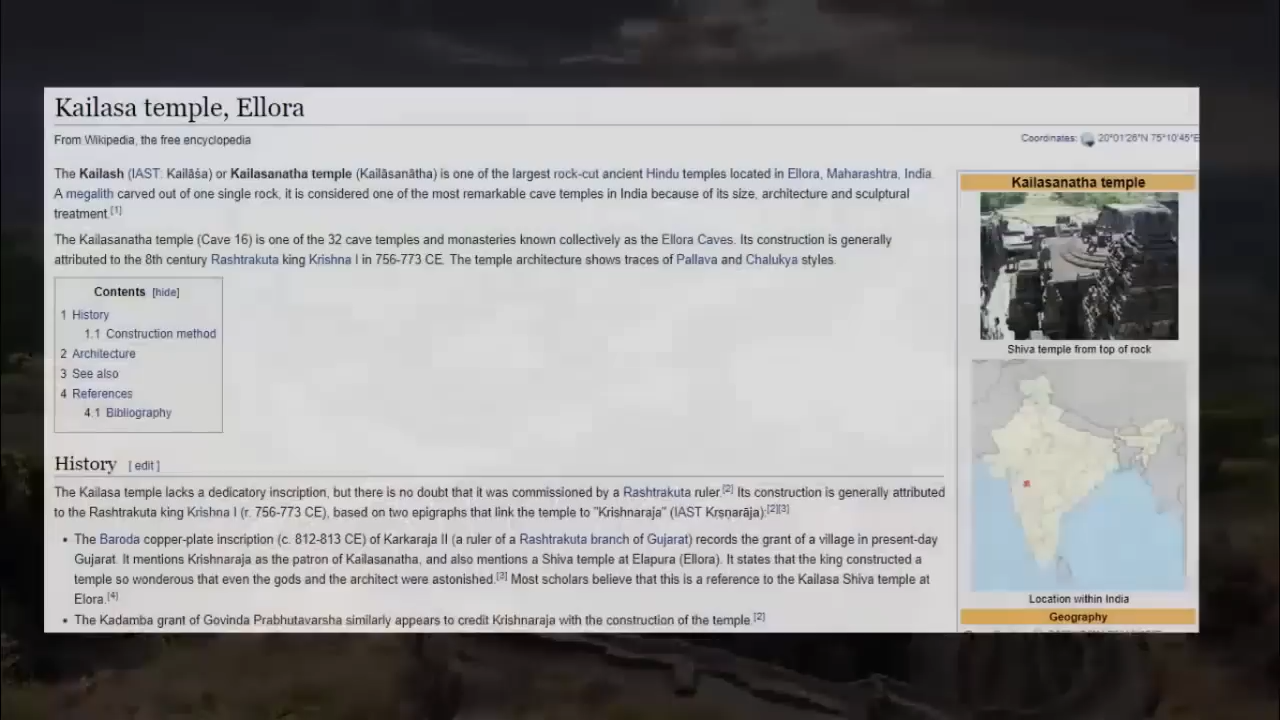 Kailasa temple, Ellora
From Wikipedia, the free encyclopedia
Coordinates: 20°01'26"N 75°10'45"E
The Kailash (IAST: Kailāśa) or Kailasanatha temple (Kailāsanātha) is one of the largest rock-cut ancient Hindu temples located in Ellora, Maharashtra, India.
A megalith carved out of one single rock, it is considered one of the most remarkable cave temples in India because of its size, architecture and sculptural
treatment.[1]
The Kailasanatha temple (Cave 16) is one of the 32 cave temples and monasteries known collectively as the Ellora Caves. Its construction is generally
attributed to the 8th century Rashtrakuta king Krishna I in 756-773 CE. The temple architecture shows traces of Pallava and Chalukya styles.
Contents [hide]
1 History
1.1 Construction method
2 Architecture
3 See also
4 References
4.1 Bibliography
History [ edit ]
The Kailasa temple lacks a dedicatory inscription, but there is no doubt that it was commissioned by a Rashtrakuta ruler.[2] Its construction is generally attributed
to the Rashtrakuta king Krishna I (r. 756-773 CE), based on two epigraphs that link the temple to "Krishnaraja" (IAST Kṛṣṇarāja):[2][3]
• The Baroda copper-plate inscription (c. 812-813 CE) of Karkaraja II (a ruler of a Rashtrakuta branch of Gujarat) records the grant of a village in present-day
Gujarat. It mentions Krishnaraja as the patron of Kailasanatha, and also mentions a Shiva temple at Elapura (Ellora). It states that the king constructed a
temple so wonderous that even the gods and the architect were astonished.[3] Most scholars believe that this is a reference to the Kailasa Shiva temple at
Elora.[4]
• The Kadamba grant of Govinda Prabhutavarsha similarly appears to credit Krishnaraja with the construction of the temple.[2]
Kailasanatha temple
Shiva temple from top of rock
Location within India
Geography